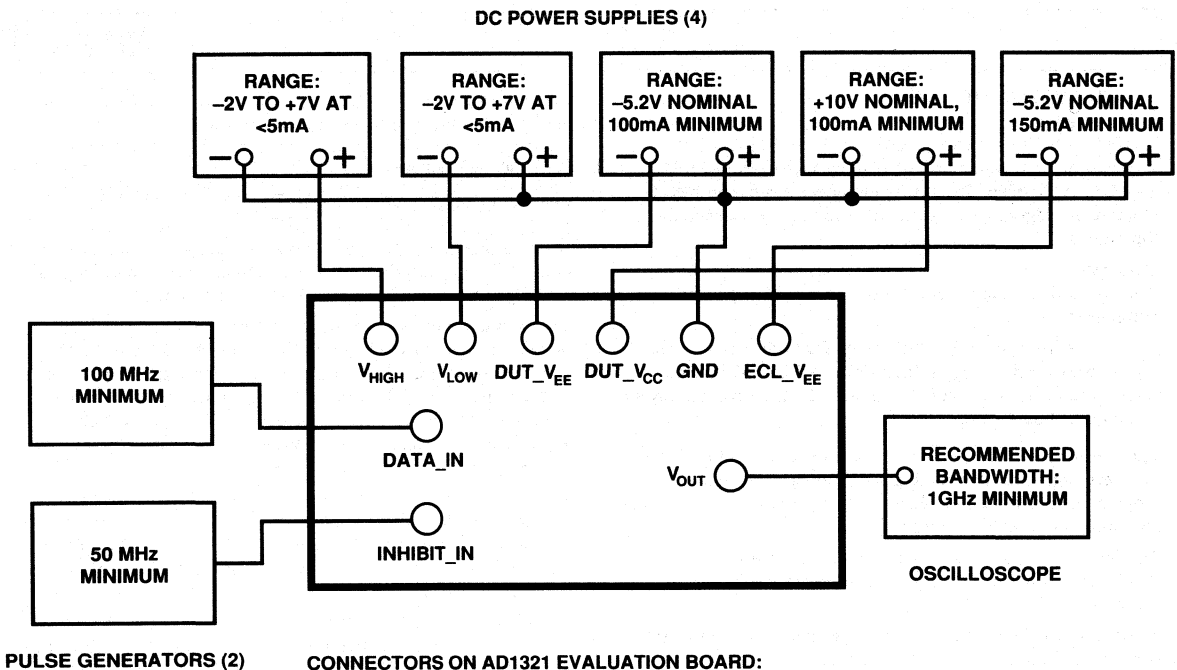 DC POWER SUPPLIES (4)
RANGE:
–2V TO +7V AT
<5mA
– +
RANGE:
–2V TO +7V AT
<5mA
– +
RANGE:
–5.2V NOMINAL
100mA MINIMUM
– +
RANGE:
+10V NOMINAL,
100mA MINIMUM
– +
RANGE:
–5.2V NOMINAL
150mA MINIMUM
– +
VHIGH
VLOW
DUT_VEE
DUT_VCC
GND
ECL_VEE
100 MHz
MINIMUM
DATA_IN
50 MHz
MINIMUM
INHIBIT_IN
VOUT
RECOMMENDED
BANDWIDTH:
1GHz MINIMUM
OSCILLOSCOPE
PULSE GENERATORS (2)
CONNECTORS ON AD1321 EVALUATION BOARD: